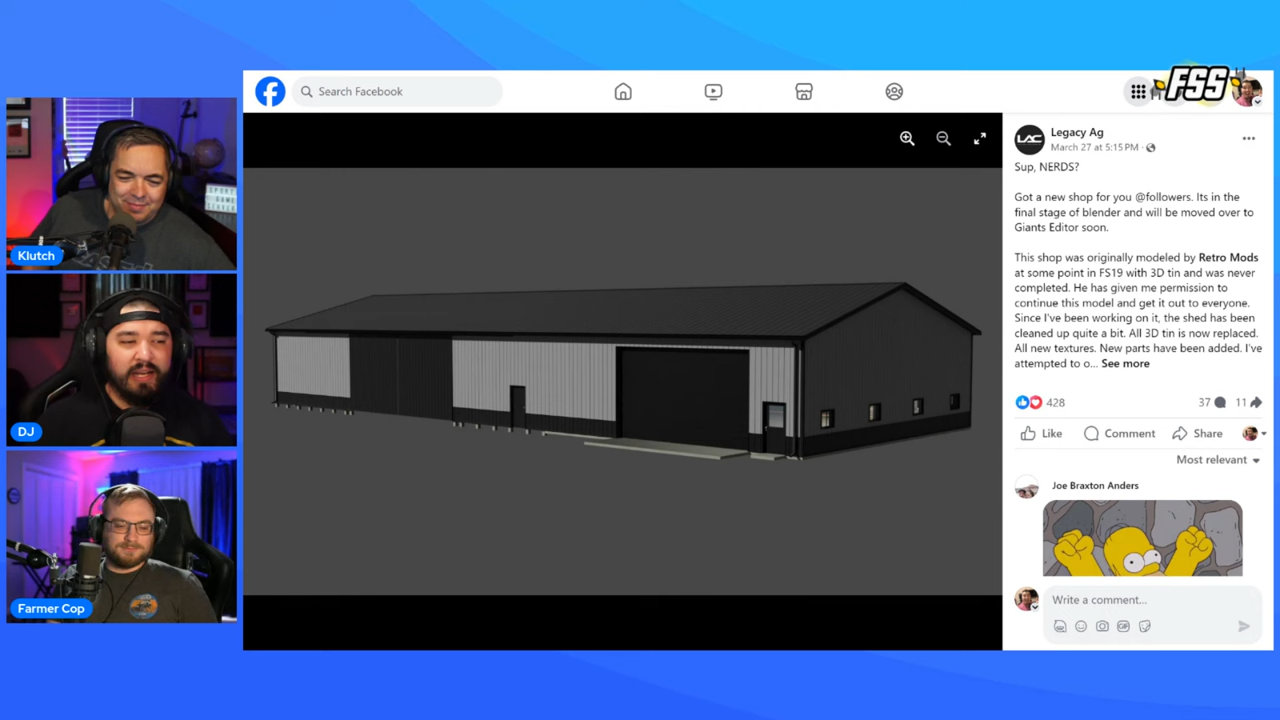 Search Facebook
FSS
Klutch
DJ
Farmer Cop
LAC
Legacy Ag
March 27 at 5:15 PM ·
Sup, NERDS?
Got a new shop for you @followers. Its in the
final stage of blender and will be moved over to
Giants Editor soon.
This shop was originally modeled by Retro Mods
at some point in FS19 with 3D tin and was never
completed. He has given me permission to
continue this model and get it out to everyone.
Since I've been working on it, the shed has been
cleaned up quite a bit. All 3D tin is now replaced.
All new textures. New parts have been added. I've
attempted to o... See more
428
37
11
Like
Comment
Share
Most relevant
Joe Braxton Anders
Write a comment...
GIF